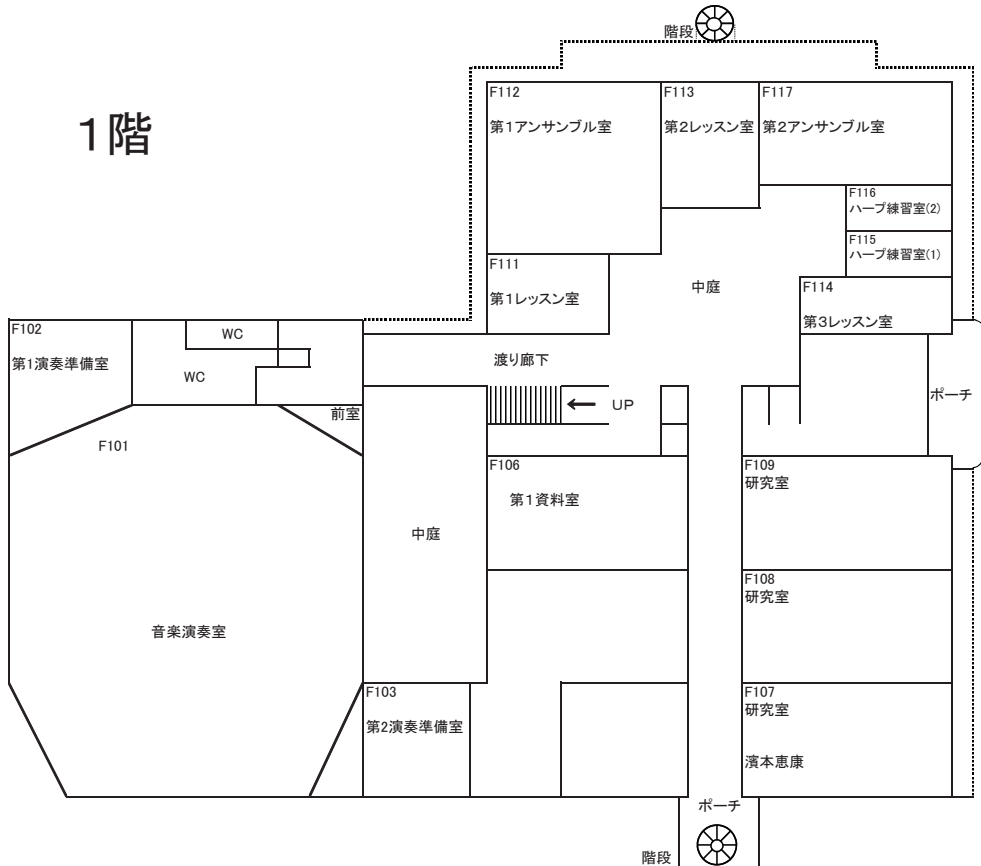 階段
1階
F112
第1アンサンブル室
F113
第2レッスン室
F117
第2アンサンブル室
F116
ハープ練習室(2)
F115
ハープ練習室(1)
F111
第1レッスン室
中庭
F114
第3レッスン室
F102
第1演奏準備室
WC
WC
渡り廊下
前室
← UP
ポーチ
F101
F106
第1資料室
F109
研究室
中庭
F108
研究室
音楽演奏室
F103
第2演奏準備室
F107
研究室
濱本恵康
ポーチ
階段